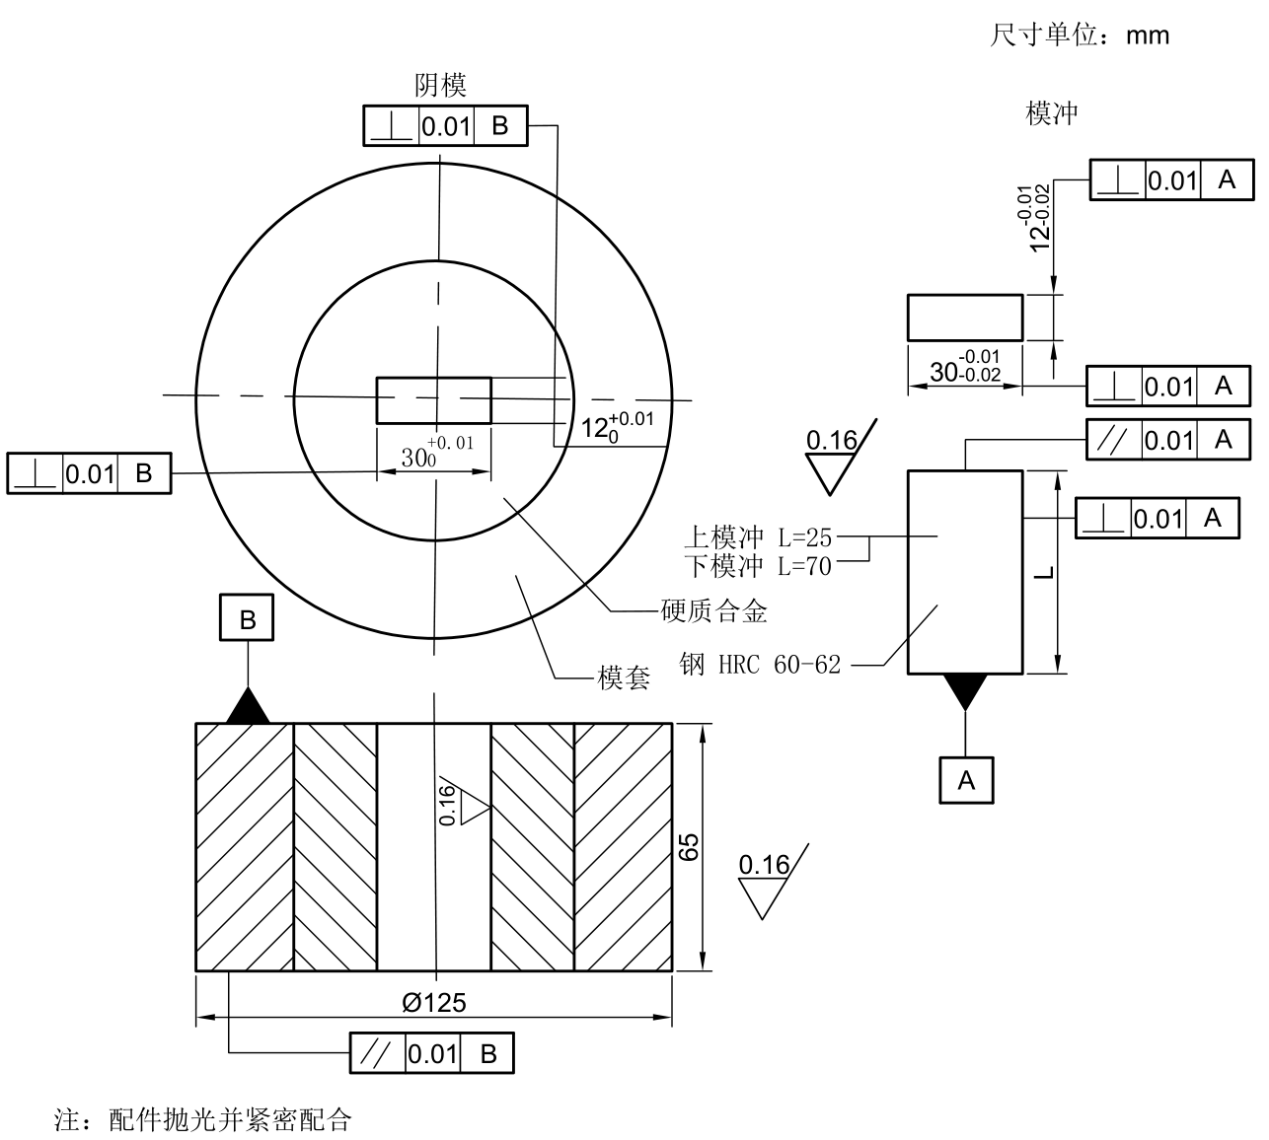 尺寸单位：mm
阴模
⊥ 0.01 B
模冲
⊥ 0.01 A
12-0.01 -0.02
30-0.01 -0.02
⊥ 0.01 A
// 0.01 A
12+0.01 0
30+0.01 0
⊥ 0.01 B
0.16
⊥ 0.01 A
上模冲 L=25
下模冲 L=70
L
硬质合金
B
钢 HRC 60-62
模套
A
0.16
65
0.16
Ø125
// 0.01 B
注：配件抛光并紧密配合